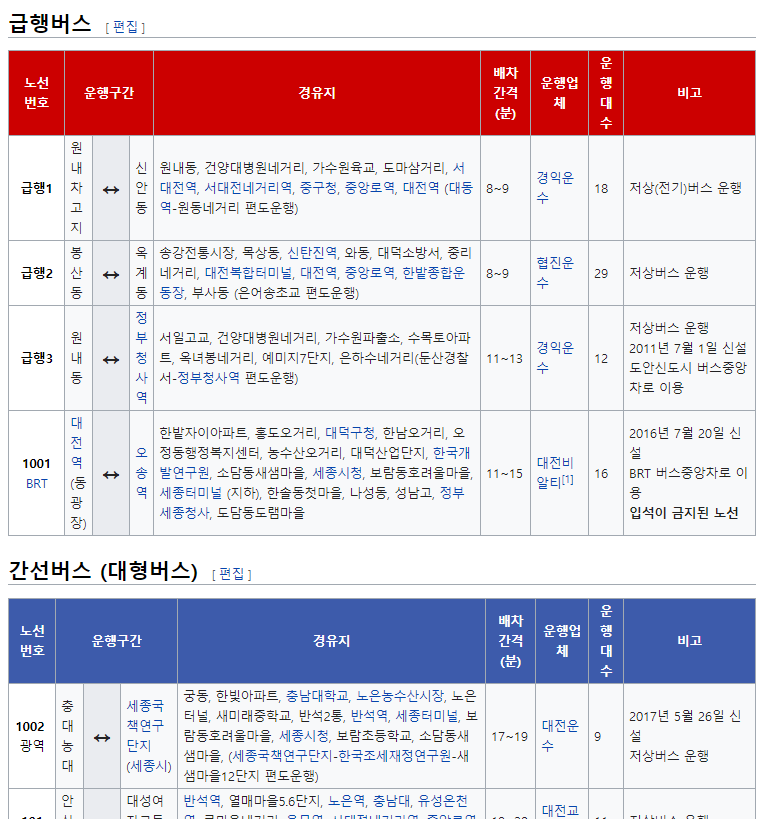 급행버스 [ 편집 ]
노선
번호
운행구간
경유지
배차
간격
(분)
운행업
체
운
행
대
수
비고
급행1
원
내
차
고
지
↔
신
안
동
원내동, 건양대병원네거리, 가수원육교, 도마삼거리, 서
대전역, 서대전네거리역, 중구청, 중앙로역, 대전역 (대동
역-원동네거리 편도운행)
8~9
경익운
수
18
저상(전기)버스 운행
급행2
봉
산
동
↔
옥
계
동
송강전통시장, 목상동, 신탄진역, 와동, 대덕소방서, 중리
네거리, 대전복합터미널, 대전역, 중앙로역, 한밭종합운
동장, 부사동 (은어송초교 편도운행)
8~9
협진운
수
29
저상버스 운행
급행3
원
내
동
↔
정
부
청
사
역
서일고교, 건양대병원네거리, 가수원파출소, 수목토아파
트, 옥녀봉네거리, 예미지7단지, 은하수네거리(둔산경찰
서-정부청사역 편도운행)
11~13
경익운
수
12
저상버스 운행
2011년 7월 1일 신설
도안신도시 버스중앙
차로 이용
1001
BRT
대
전
역
(동
광
장)
↔
오
송
역
한밭자이아파트, 홍도오거리, 대덕구청, 한남오거리, 오
정동행정복지센터, 농수산오거리, 대덕산업단지, 한국개
발연구원, 소담동새샘마을, 세종시청, 보람동호려울마을,
세종터미널 (지하), 한솔동첫마을, 나성동, 성남고, 정부
세종청사, 도담동도램마을
11~15
대전비
알티[1]
16
2016년 7월 20일 신
설
BRT 버스중앙차로 이
용
입석이 금지된 노선
간선버스 (대형버스) [ 편집 ]
노선
번호
운행구간
경유지
배차
간격
(분)
운행업
체
운
행
대
수
비고
1002
광역
충
대
농
대
↔
세종국
책연구
단지
(세종시)
궁동, 한빛아파트, 충남대학교, 노은농수산시장, 노은
터널, 새미래중학교, 반석2통, 반석역, 세종터미널, 보
람동호려울마을, 세종시청, 보람초등학교, 소담동새
샘마을, (세종국책연구단지-한국조세재정연구원-새
샘마을12단지 편도운행)
17~19
대전운
수
9
2017년 5월 26일 신
설
저상버스 운행
안
대성여
반석역, 열매마을5.6단지, 노은역, 충남대, 유성온천
대전교